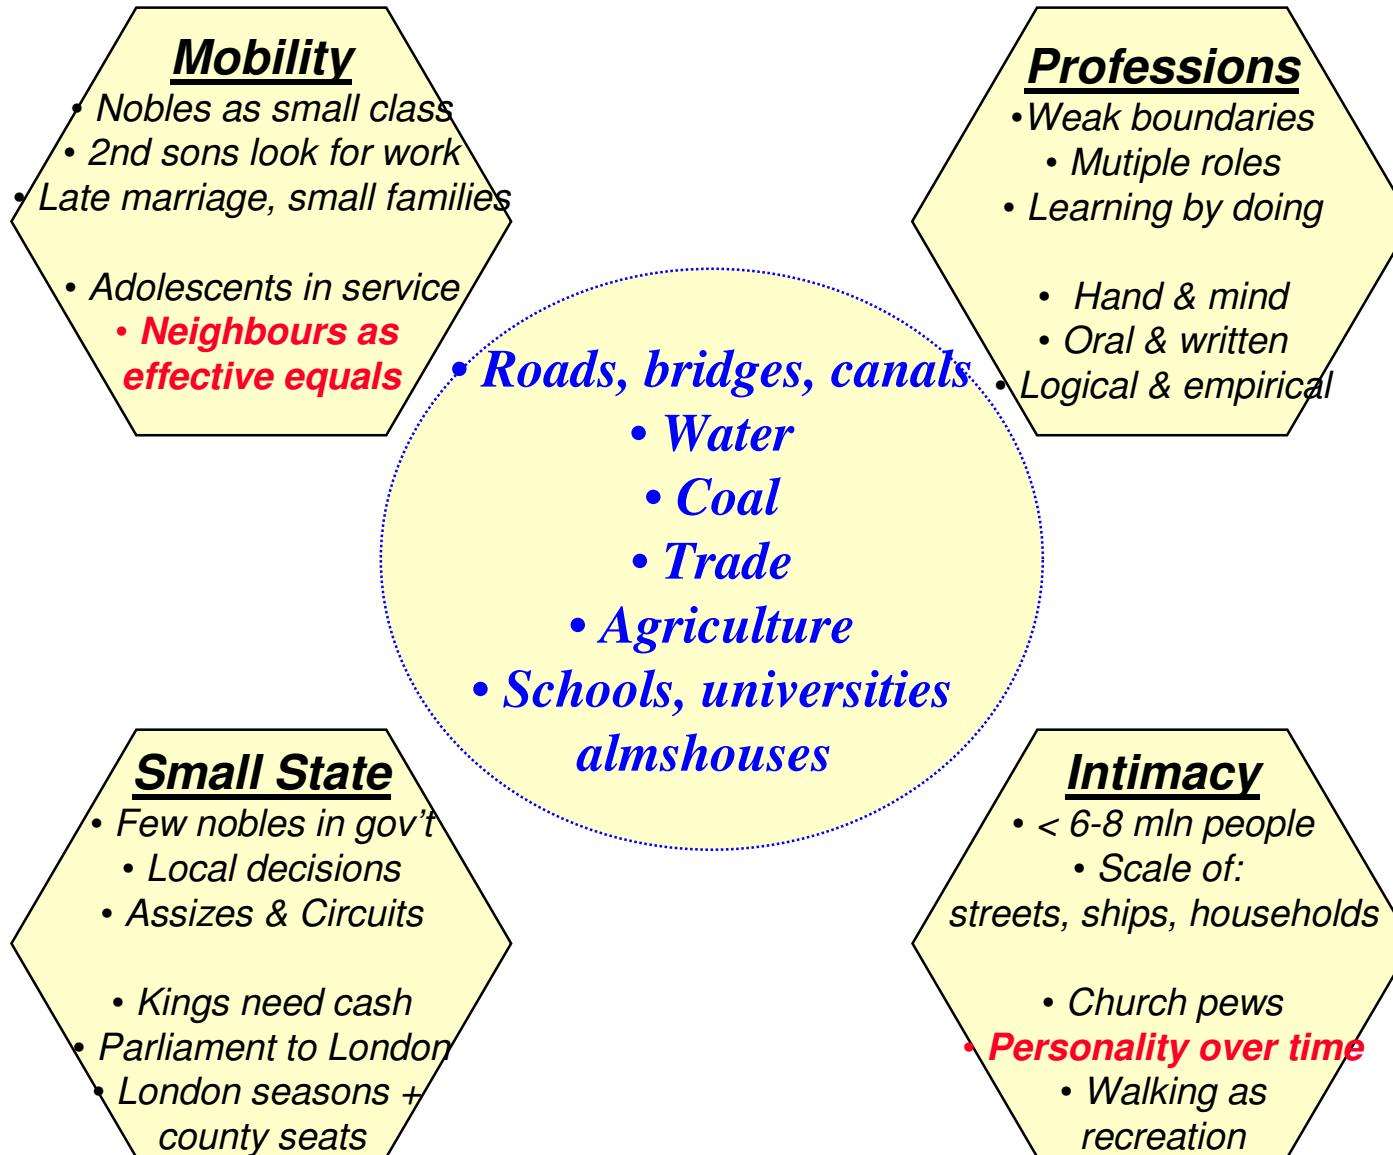 Mobility
• Nobles as small class
• 2nd sons look for work
• Late marriage, small families
• Adolescents in service
• Neighbours as
effective equals
Professions
•Weak boundaries
• Mutiple roles
• Learning by doing
• Hand & mind
• Oral & written
• Logical & empirical
• Roads, bridges, canals
• Water
• Coal
• Trade
• Agriculture
• Schools, universities
almshouses
Small State
• Few nobles in gov't
• Local decisions
• Assizes & Circuits
• Kings need cash
• Parliament to London
• London seasons +
county seats
Intimacy
• < 6-8 mln people
• Scale of:
streets, ships, households
• Church pews
• Personality over time
• Walking as
recreation